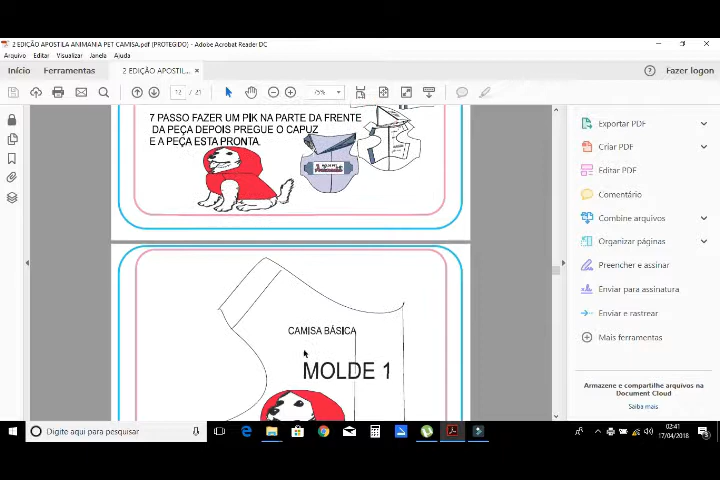 2 EDIÇÃO APOSTILA ANIMANIA PET CAMISA.pdf (PROTEGIDO) - Adobe Acrobat Reader DC
Arquivo Editar Visualizar Janela Ajuda
Início Ferramentas 2 EDIÇÃO APOSTIL... × Fazer logon
12 / 21 75%
7 PASSO FAZER UM PIK NA PARTE DA FRENTE
DA PEÇA DEPOIS PREGUE O CAPUZ
E A PEÇA ESTA PRONTA.
CAMISA BÁSICA
MOLDE 1
Exportar PDF
Criar PDF
Editar PDF
Comentário
Combine arquivos
Organizar páginas
Preencher e assinar
Enviar para assinatura
Enviar e rastrear
Mais ferramentas
Armazene e compartilhe arquivos na
Document Cloud
Saiba mais
Digite aqui para pesquisar
02:41
17/04/2018